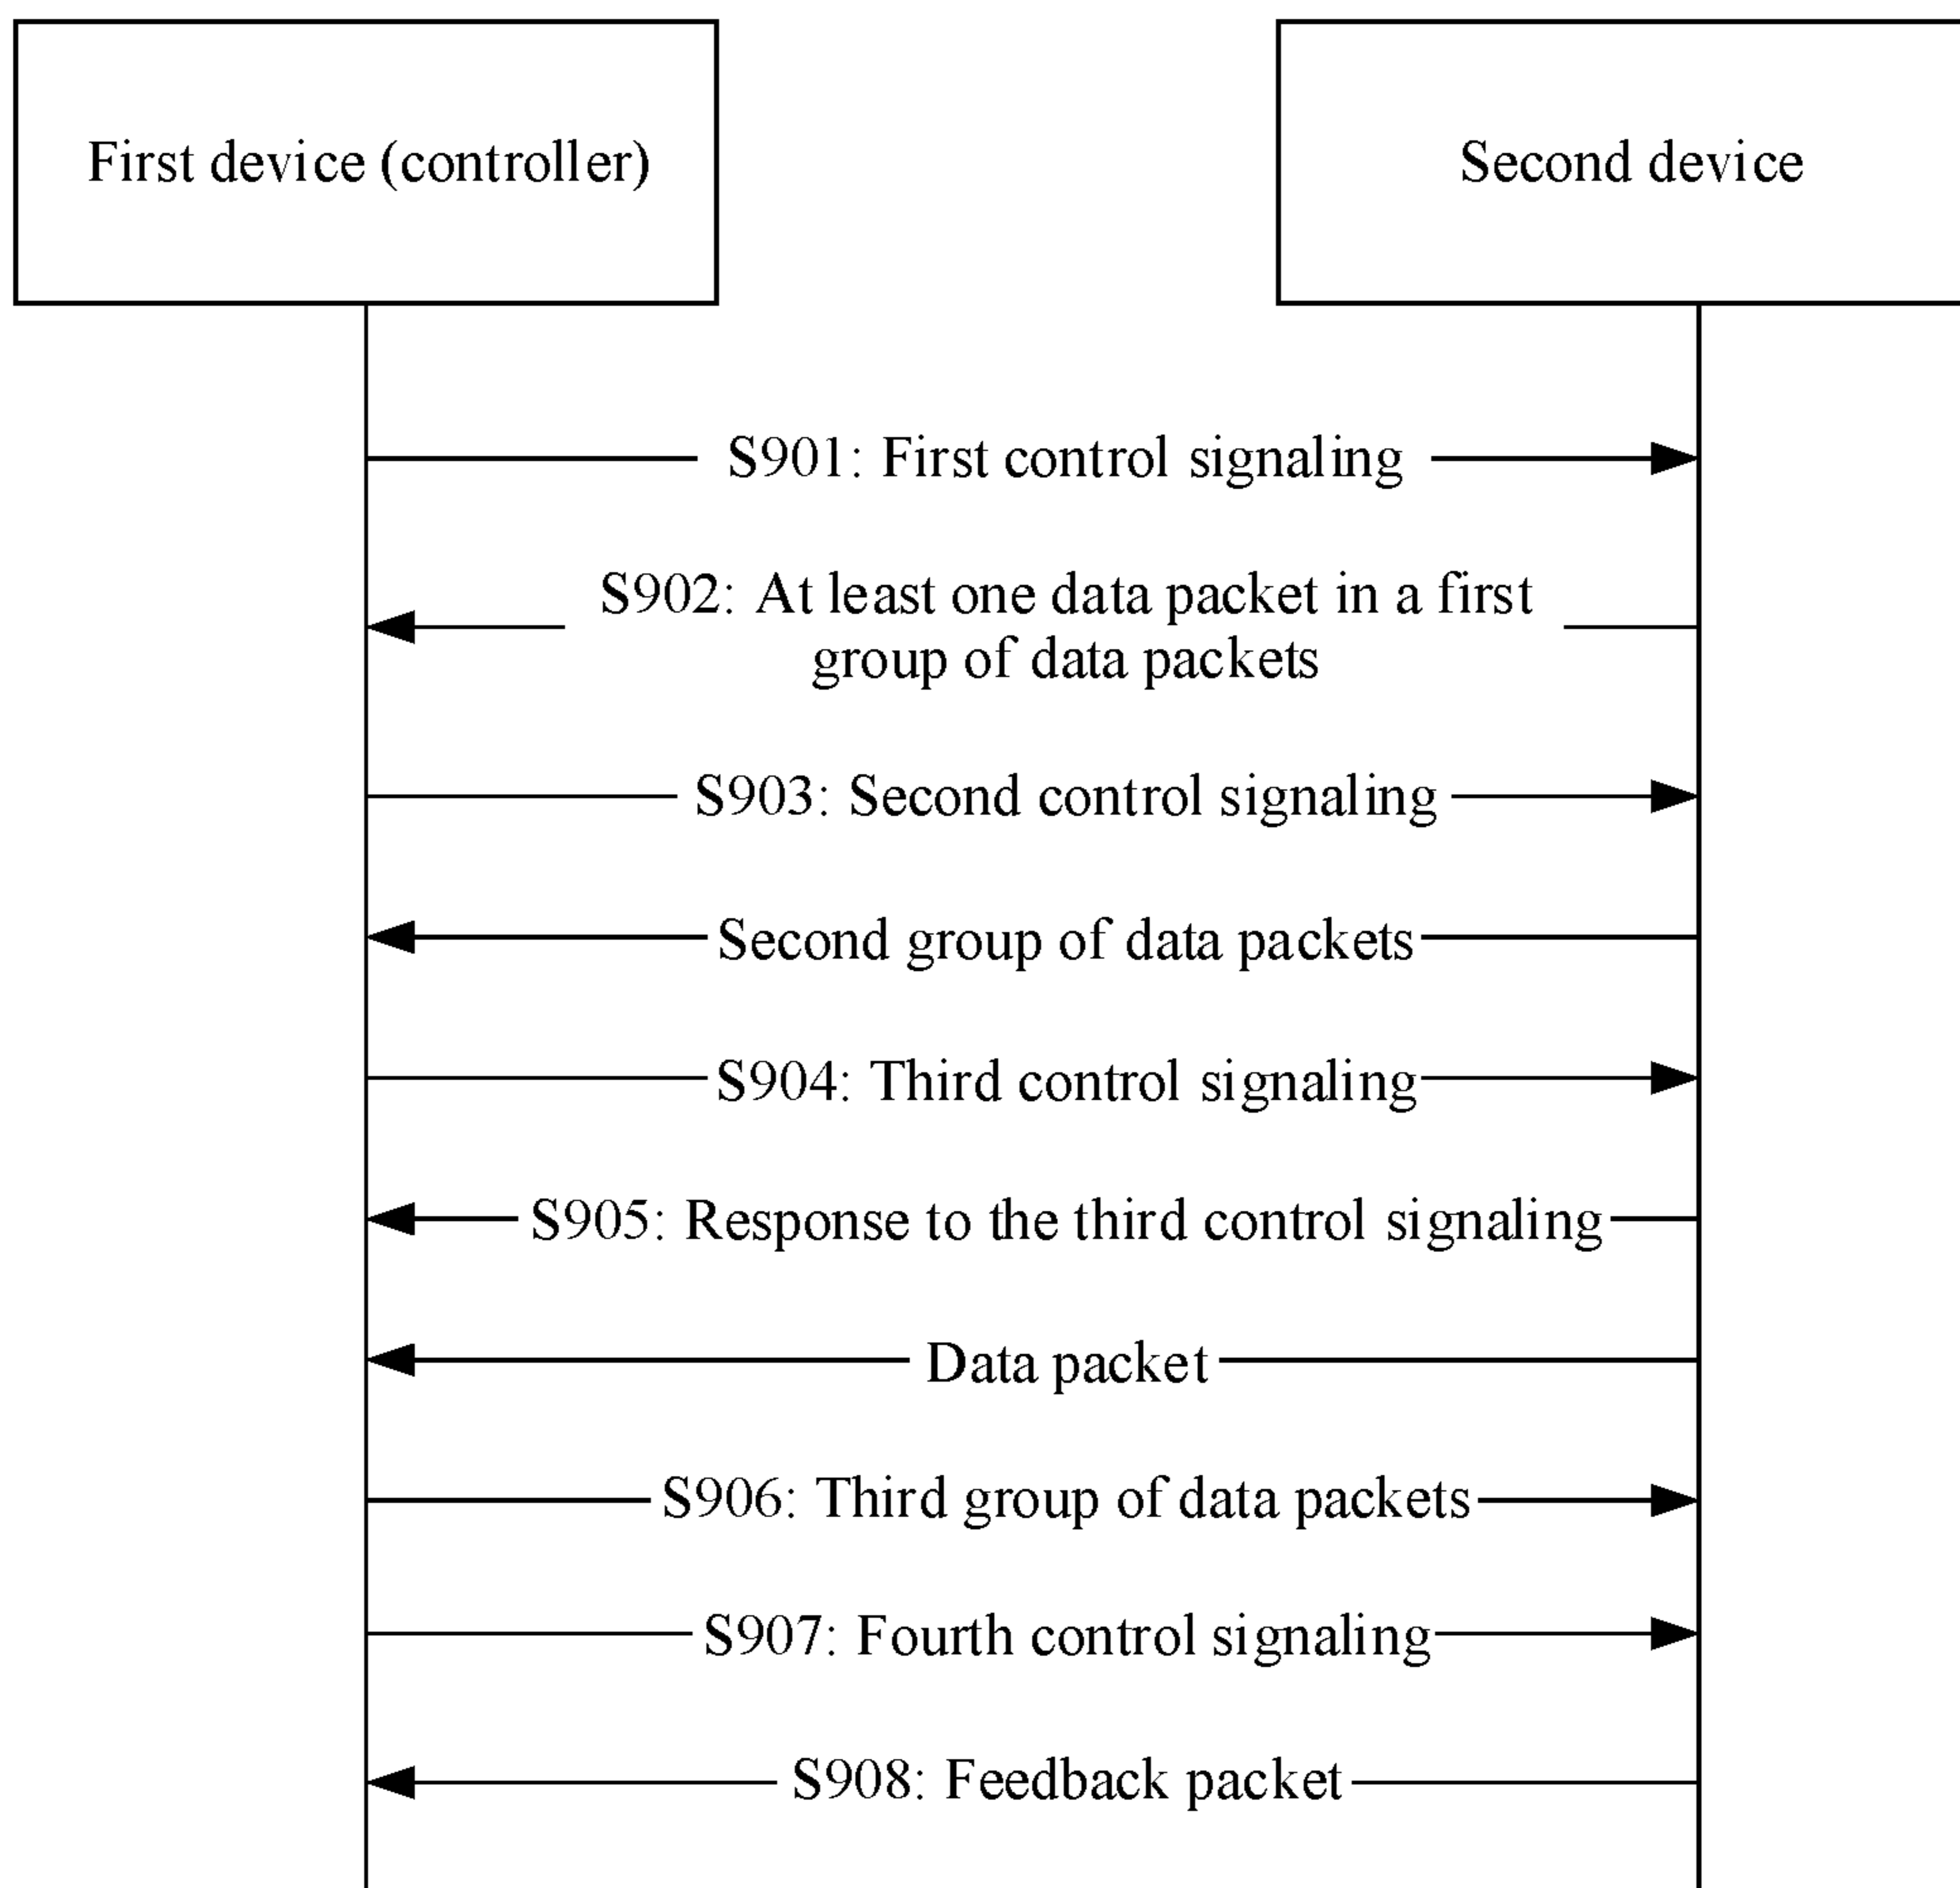 First device (controller)
Second device
S901: First control signaling
S902: At least one data packet in a first
group of data packets
S903: Second control signaling
Second group of data packets
S904: Third control signaling
S905: Response to the third control signaling
Data packet
S906: Third group of data packets
S907: Fourth control signaling
S908: Feedback packet